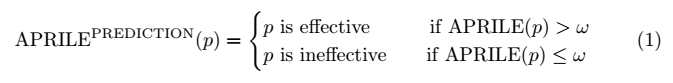 p is effective if APRILE(p) > ω
APRILE^PREDICTION(p) = { (1)
p is ineffective if APRILE(p) ≤ ω